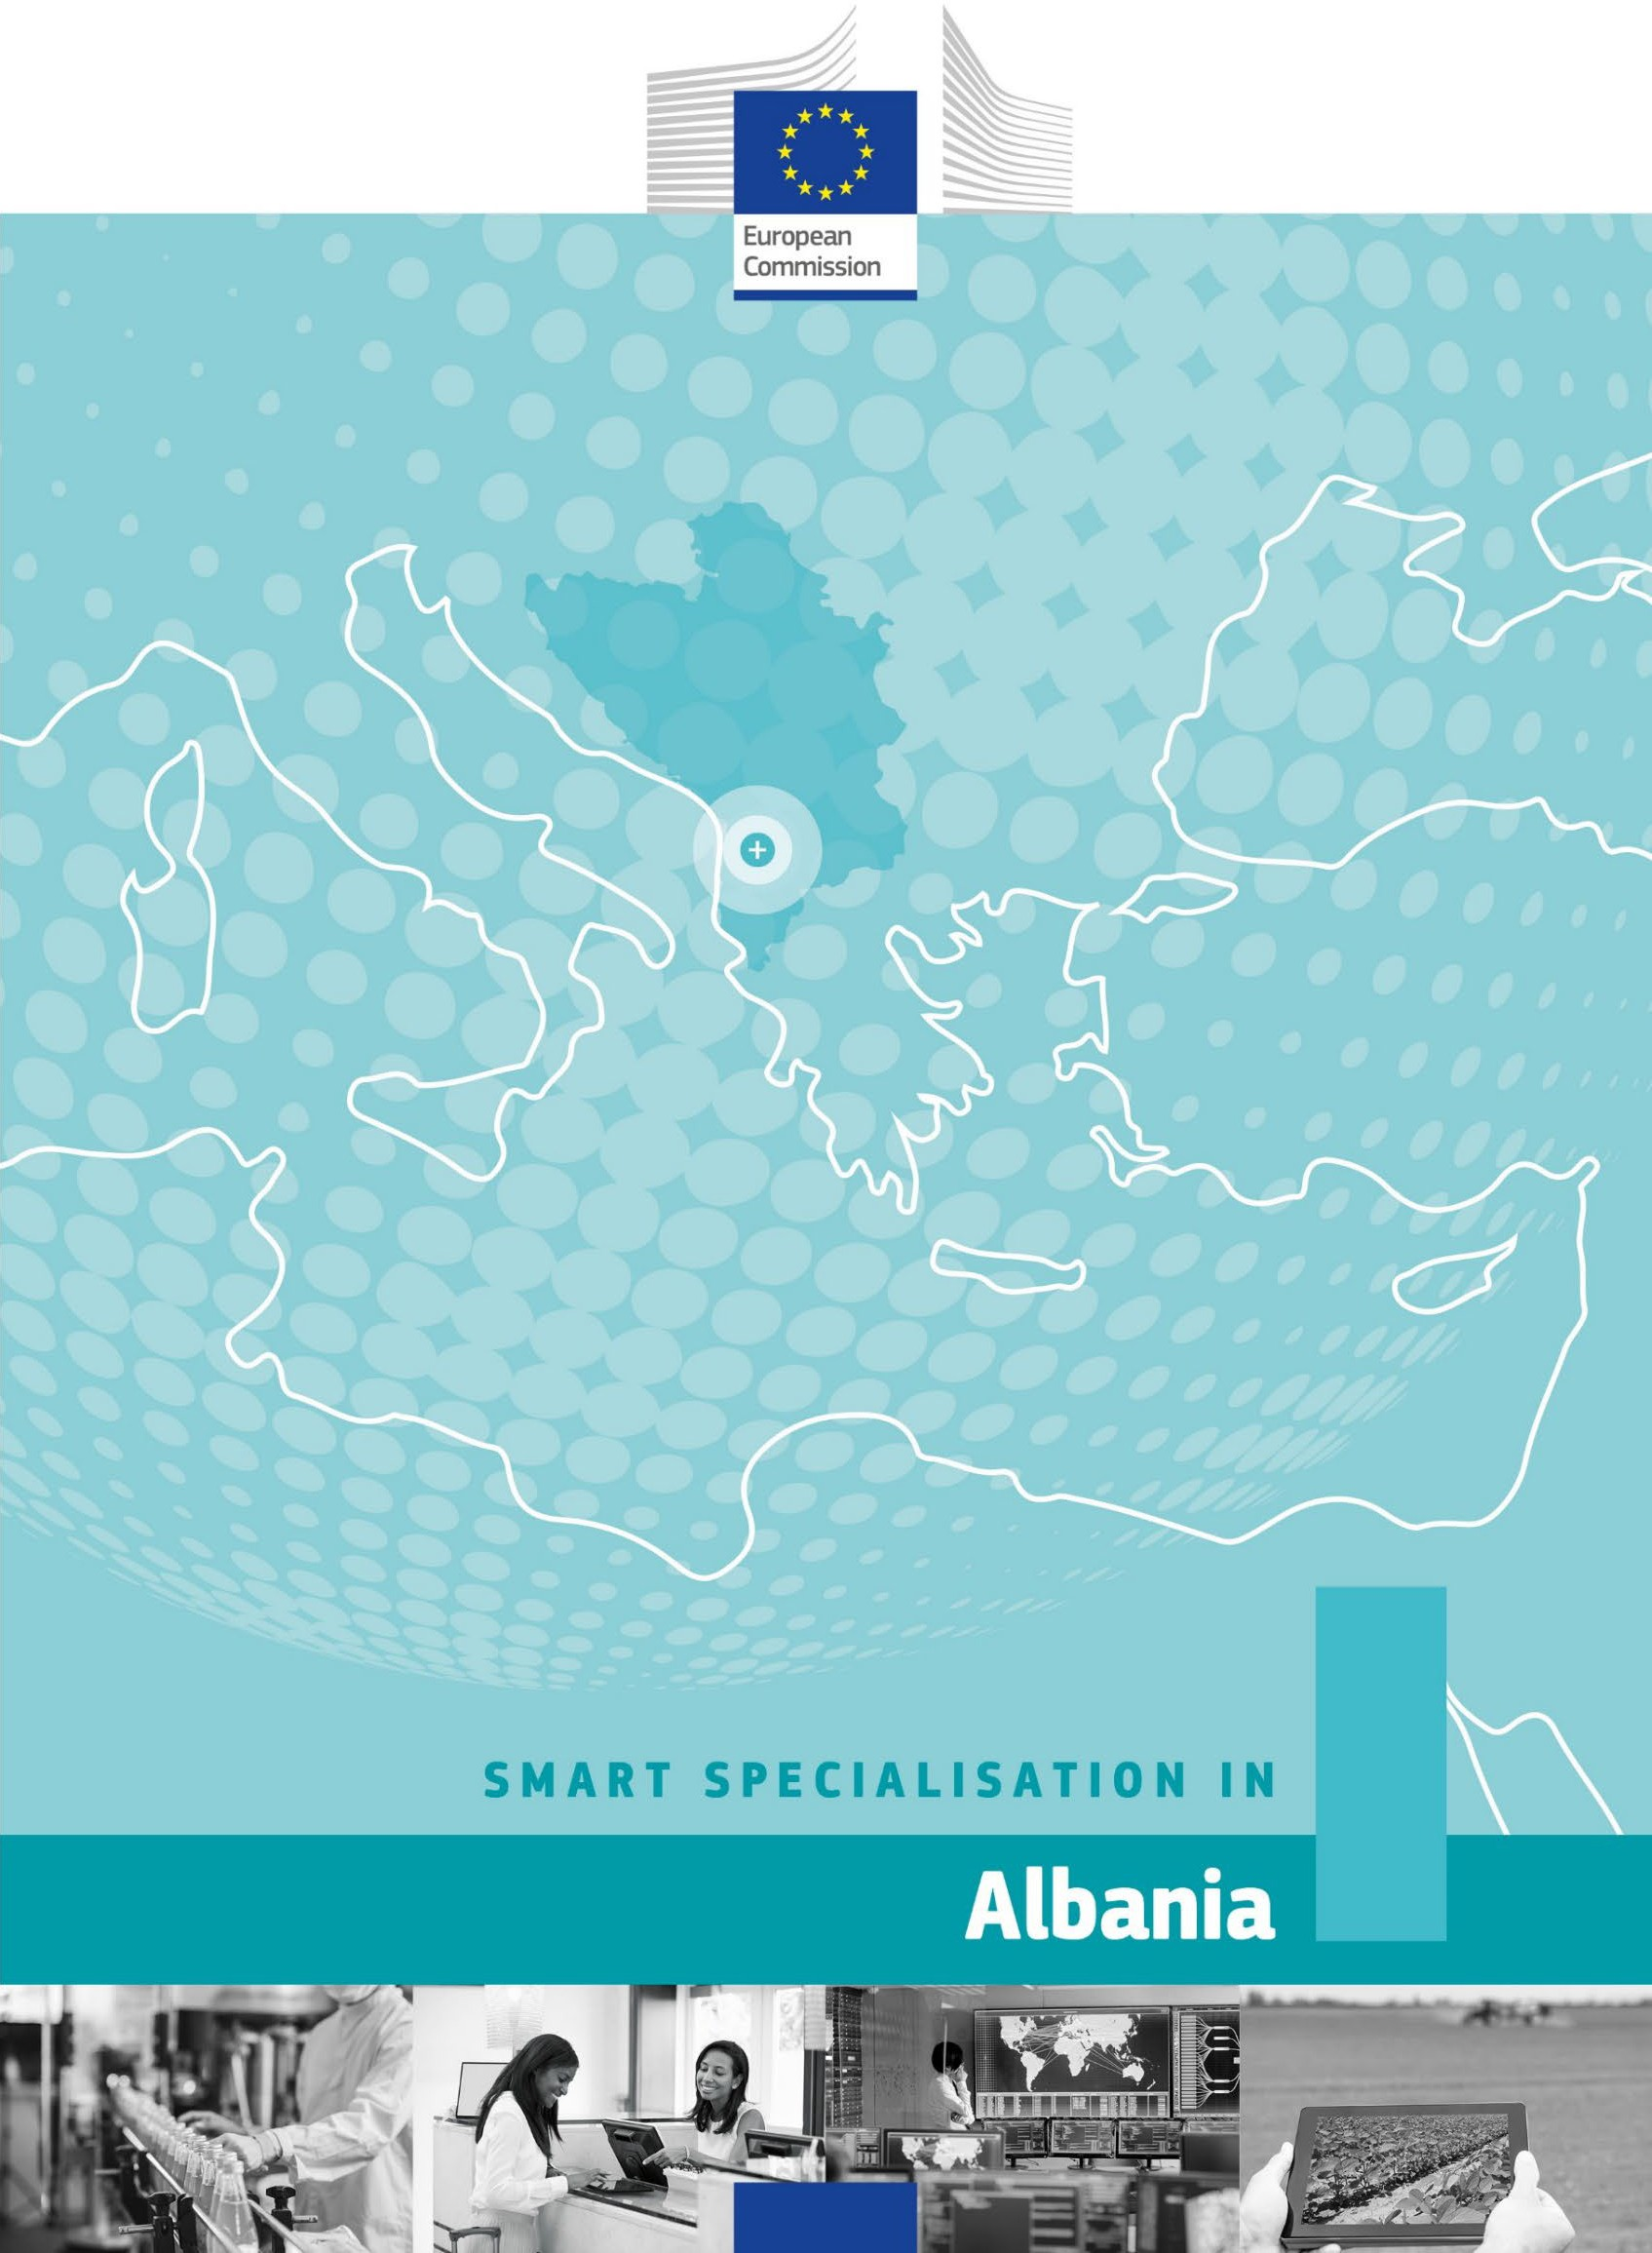 European
Commission
SMART SPECIALISATION IN
Albania